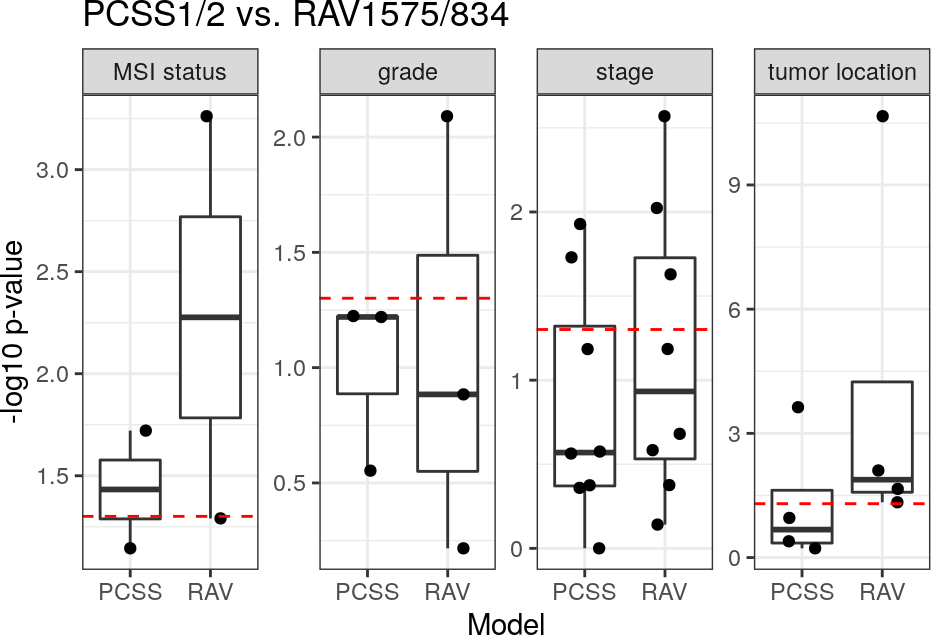 PCSS1/2 vs. RAV1575/834
MSI status
grade
stage
tumor location
-log10 p-value
3.0
2.5
2.0
1.5
2.0
1.5
1.0
0.5
2
1
0
9
6
3
0
PCSS RAV
PCSS RAV
PCSS RAV
PCSS RAV
Model